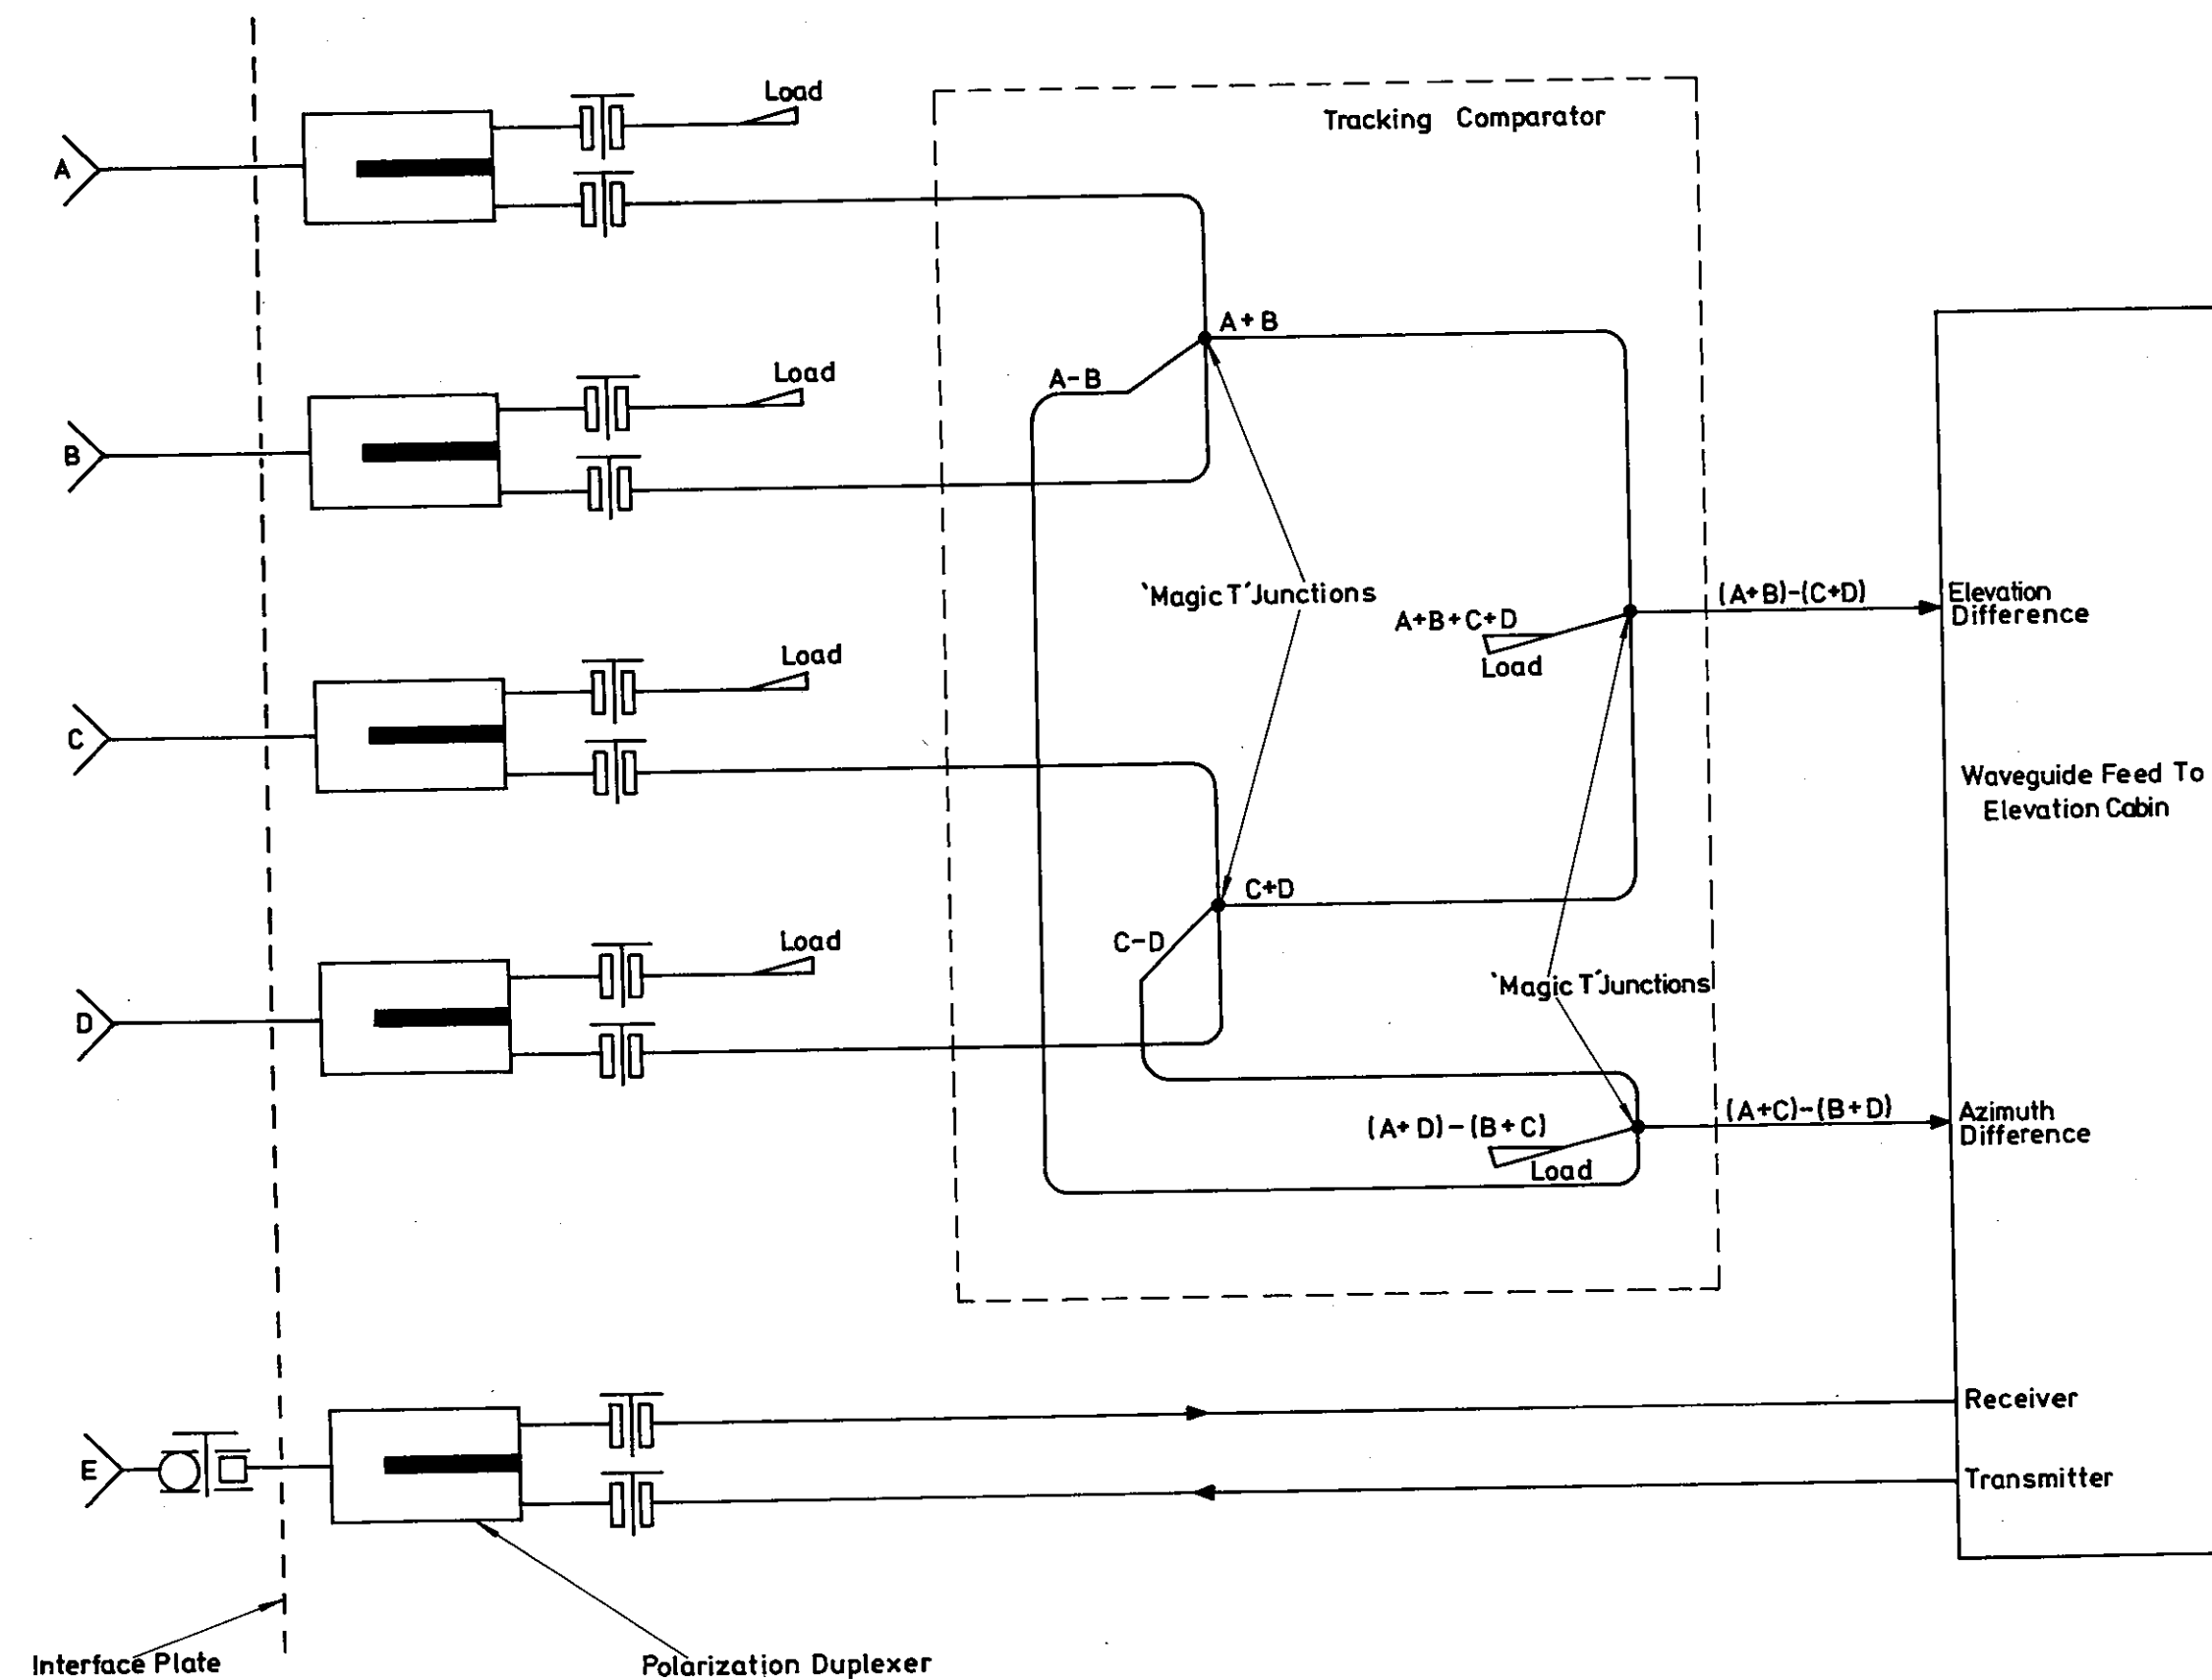 Load
Tracking Comparator
A
A+B
Load
A-B
B
'Magic T' Junctions
(A+B)-(C+D)
Elevation
Difference
A+B+C+D
Load
Load
C
Waveguide Feed To
Elevation Cabin
C+D
Load
C-D
'Magic T' Junctions
D
(A+D)-(B+C)
Load
(A+C)-(B+D)
Azimuth
Difference
Receiver
E
Transmitter
Interface Plate
Polarization Duplexer